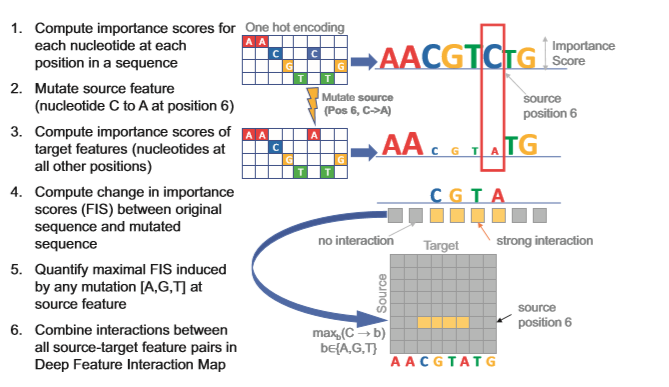 1. Compute importance scores for
each nucleotide at each
position in a sequence
2. Mutate source feature
(nucleotide C to A at position 6)
3. Compute importance scores of
target features (nucleotides at
all other positions)
4. Compute change in importance
scores (FIS) between original
sequence and mutated
sequence
5. Quantify maximal FIS induced
by any mutation [A,G,T] at
source feature
6. Combine interactions between
all source-target feature pairs in
Deep Feature Interaction Map
One hot encoding
A A
C C
G G
T T
AACGTCTG
Importance
Score
source
position 6
Mutate source
(Pos 6, C->A)
A A A
C
G G
T T
AACGTATG
C G T A
no interaction
strong interaction
Target
Source
source
position 6
maxb(C → b)
b∈{A,G,T}
A A C G T A T G